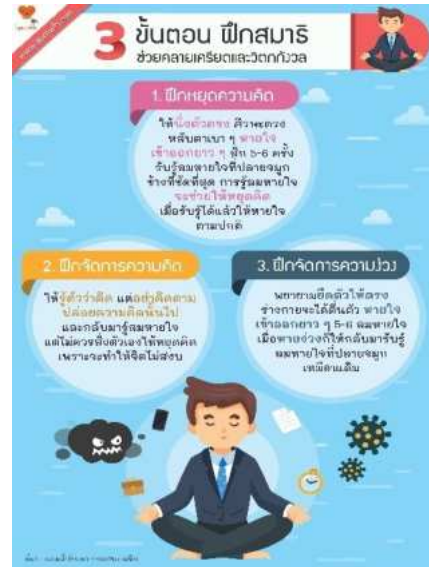 3 ขั้นตอน ฝึกสมาธิ
ช่วยคลายเครียดและวิตกกังวล
1. ฝึกหยุดความคิด
ให้นั่งตัวตรง ศีรษะตรง
หลับตาเบา ๆ หายใจ
เข้าออกยาว ๆ สัก 5-6 ครั้ง
รับรู้ลมหายใจที่ปลายจมูก
ข้างที่ชัดที่สุด การรู้ลมหายใจ
จะช่วยให้หยุดคิด
เมื่อรับรู้ได้แล้วให้หายใจ
ตามปกติ
2. ฝึกจัดการความคิด
ให้รู้ตัวว่าคิด แต่อย่าคิดตาม
ปล่อยความคิดนั้นไป
และกลับมารู้ลมหายใจ
แต่ไม่ควรสั่งตัวเองให้หยุดคิด
เพราะจะทำให้จิตไม่สงบ
3. ฝึกจัดการความง่วง
พยายามยืดตัวให้ตรง
ร่างกายจะได้ตื่นตัว หายใจ
เข้าออกยาว ๆ 5-6 ลมหายใจ
เมื่อหายง่วงก็ให้กลับมารับรู้
ลมหายใจที่ปลายจมูก
เหมือนเดิม